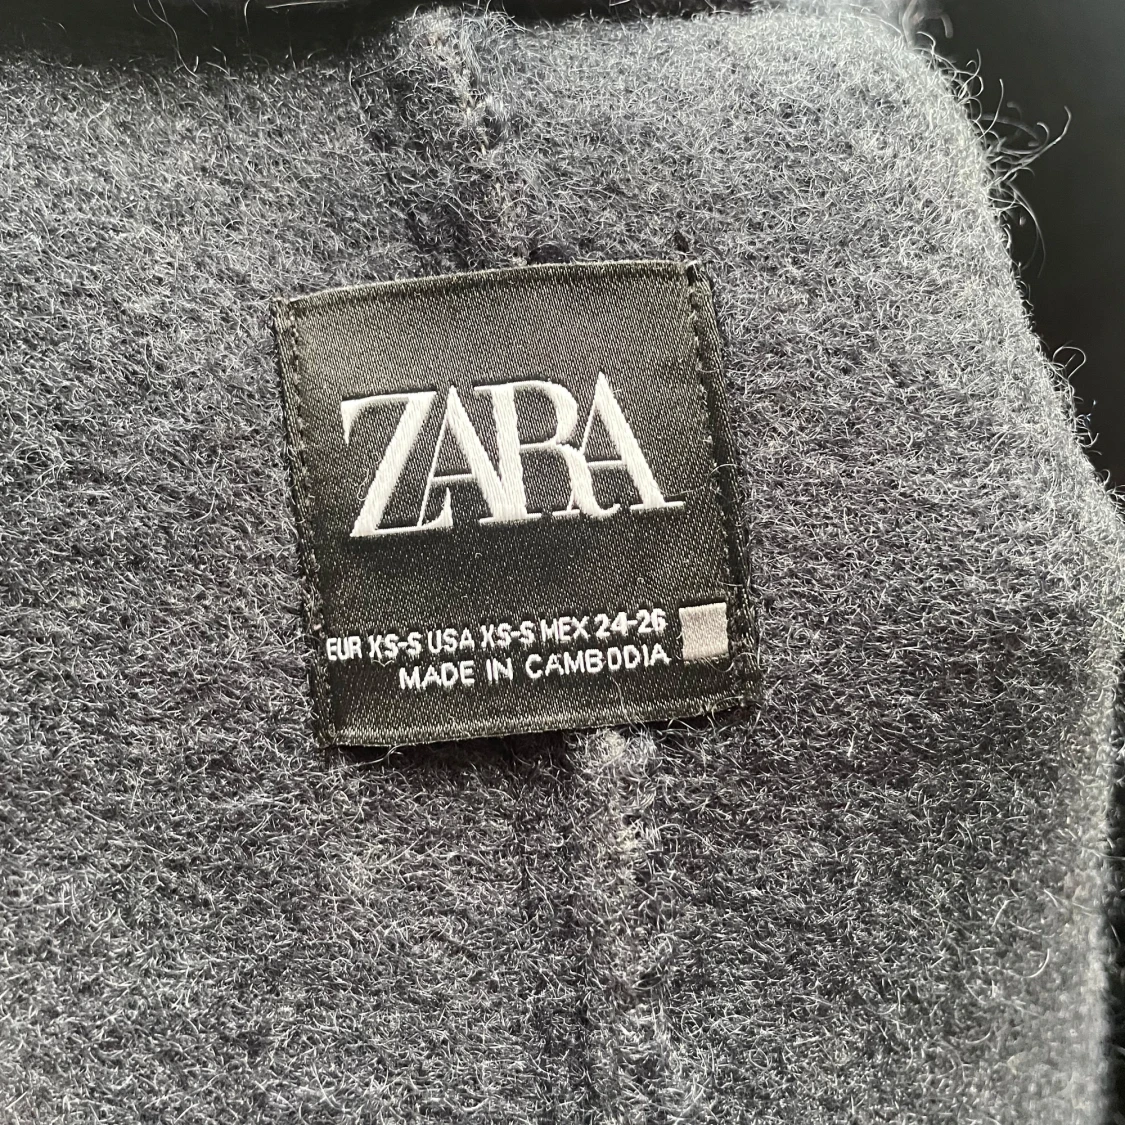 ZARA
EUR XS-S USA XS-S MEX 24-26
MADE IN CAMBODIA